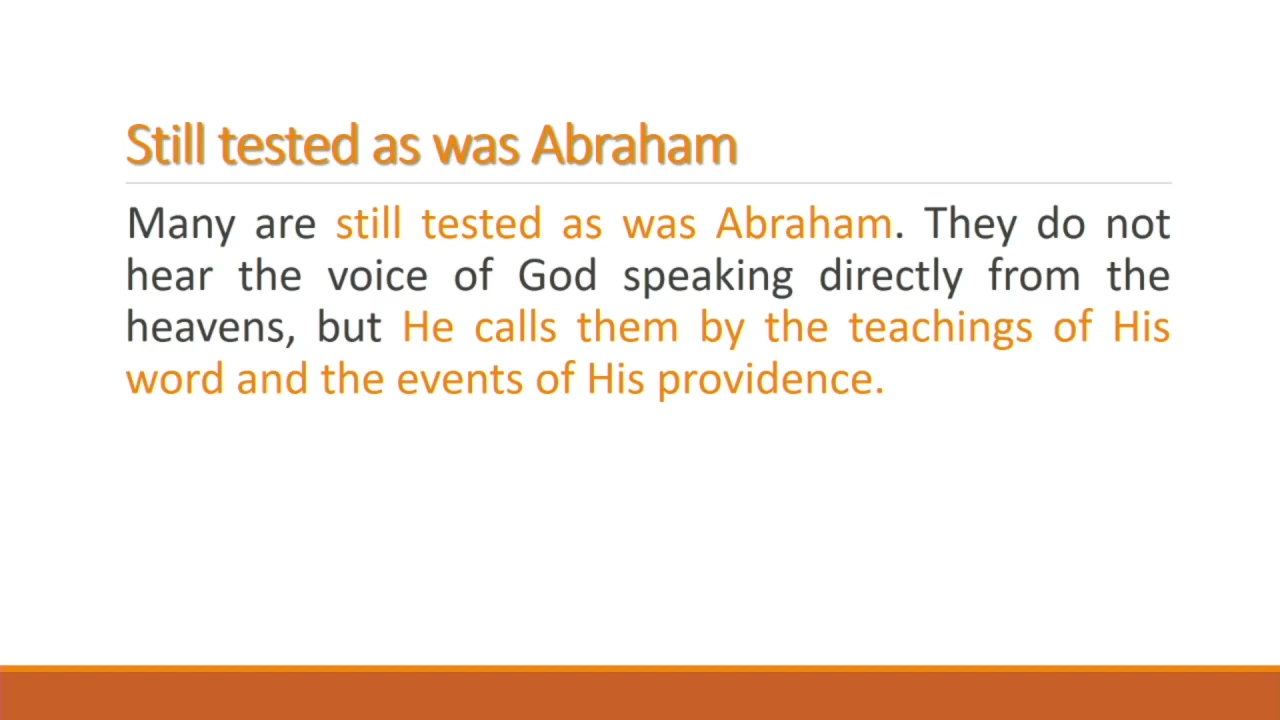 Still tested as was Abraham
Many are still tested as was Abraham. They do not
hear the voice of God speaking directly from the
heavens, but He calls them by the teachings of His
word and the events of His providence.